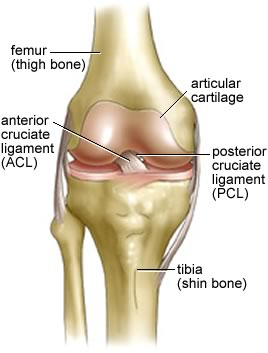 femur
(thigh bone)
articular
cartilage
anterior
cruciate
ligament
(ACL)
posterior
cruciate
ligament
(PCL)
tibia
(shin bone)